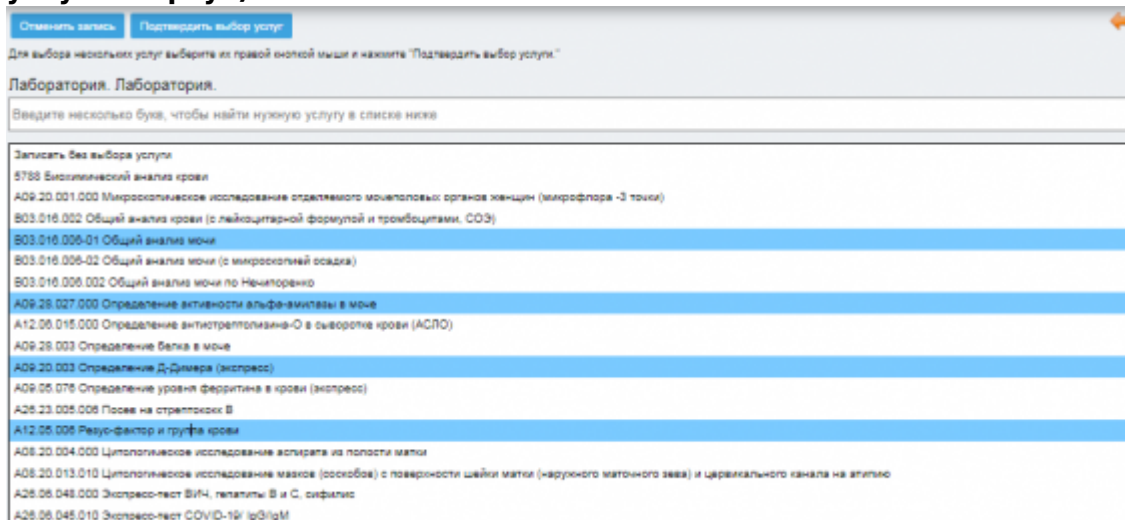 Отменить запись Подтвердить выбор услуг
Для выбора нескольких услуг выберите их правой кнопкой мыши и нажмите "Подтвердить выбор услуги."
Лаборатория. Лаборатория.
Введите несколько букв, чтобы найти нужную услугу в списке ниже
Записать без выбора услуги
5788 Биохимический анализ крови
A09.20.001.000 Микроскопическое исследование отделяемого мочеполовых органов женщин (микрофлора -3 точки)
B03.016.002 Общий анализ крови (с лейкоцитарной формулой и тромбоцитами, СОЭ)
B03.016.006-01 Общий анализ мочи
B03.016.006-02 Общий анализ мочи (с микроскопией осадка)
B03.016.006.002 Общий анализ мочи по Нечипоренко
A09.28.027.000 Определение активности альфа-амилазы в моче
A12.06.015.000 Определение антистрептолизина-О в сыворотке крови (АСЛО)
A09.28.003 Определение белка в моче
A09.20.003 Определение Д-Димера (экспресс)
A09.05.076 Определение уровня ферритина в крови (экспресс)
A26.23.005.006 Посев на стрептококк B
A12.05.006 Резус-фактор и группа крови
A08.20.004.000 Цитологическое исследование аспирата из полости матки
A08.20.013.010 Цитологическое исследование мазков (соскобов) с поверхности шейки матки (наружного маточного зева) и цервикального канала на атипию
A26.06.048.000 Экспресс-тест ВИЧ, гепатиты B и C, сифилис
A26.06.045.010 Экспресс-тест COVID-19/ IgG/IgM